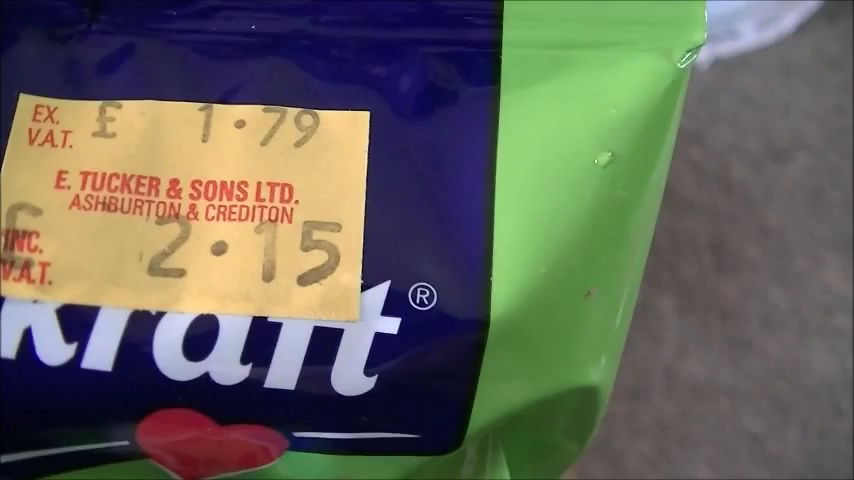 EX. £ 1.79
V.A.T.
E. TUCKER & SONS LTD.
ASHBURTON & CREDITON
£ 2.15
INC.
V.A.T.
kraft®